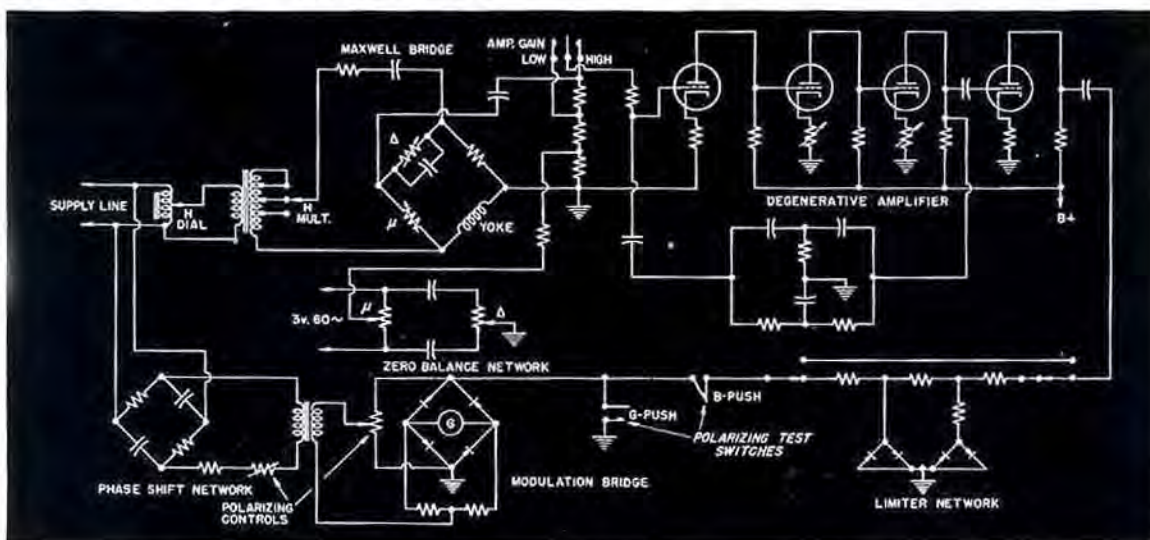 MAXWELL BRIDGE
AMP. GAIN
LOW
HIGH
Δ
μ
YOKE
SUPPLY LINE
H
DIAL
H
MULT.
DEGENERATIVE AMPLIFIER
B+
3v. 60~
μ
Δ
ZERO BALANCE NETWORK
G
G-PUSH
B-PUSH
POLARIZING TEST
SWITCHES
PHASE SHIFT NETWORK
POLARIZING
CONTROLS
MODULATION BRIDGE
LIMITER NETWORK